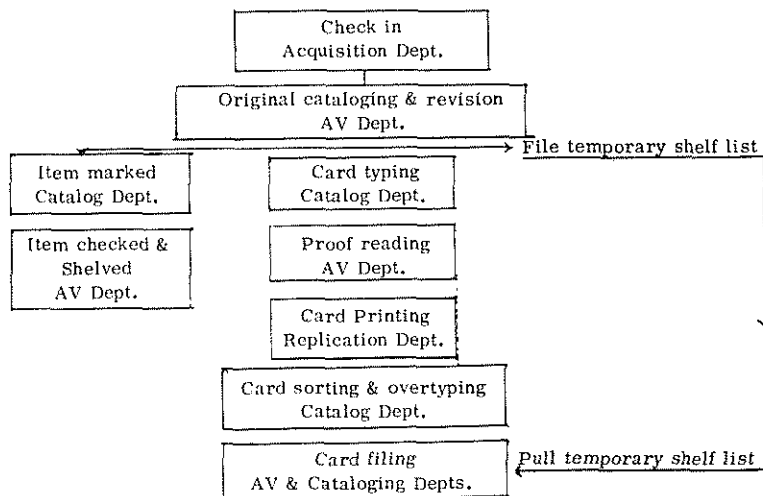 Check in
Acquisition Dept.
Original cataloging & revision
AV Dept.
File temporary shelf list
Item marked
Catalog Dept.
Card typing
Catalog Dept.
Item checked &
Shelved
AV Dept.
Proof reading
AV Dept.
Card Printing
Replication Dept.
Card sorting & overtyping
Catalog Dept.
Card filing
AV & Cataloging Depts.
Pull temporary shelf list